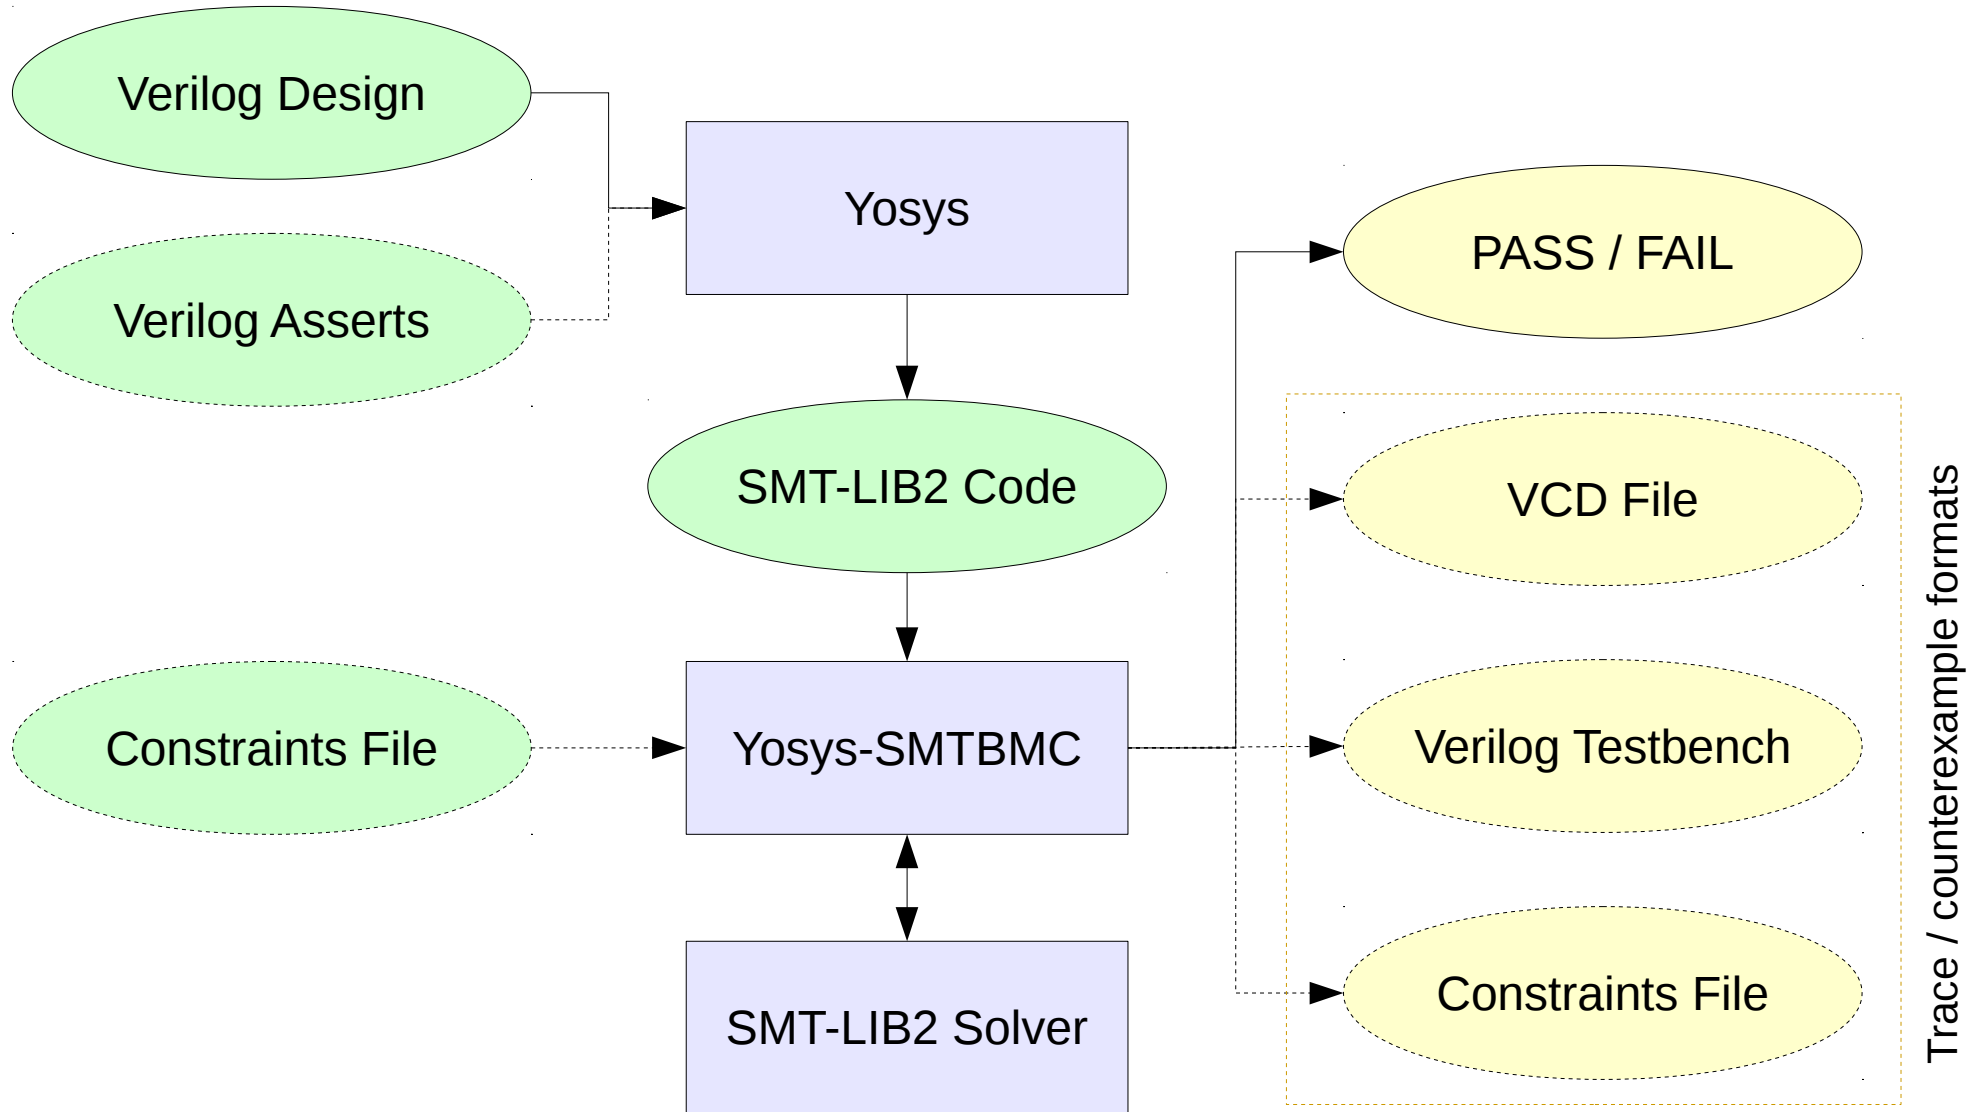 Verilog Design
Yosys
Verilog Asserts
PASS / FAIL
SMT-LIB2 Code
VCD File
Constraints File
Yosys-SMTBMC
Verilog Testbench
SMT-LIB2 Solver
Constraints File
Trace / counterexample formats